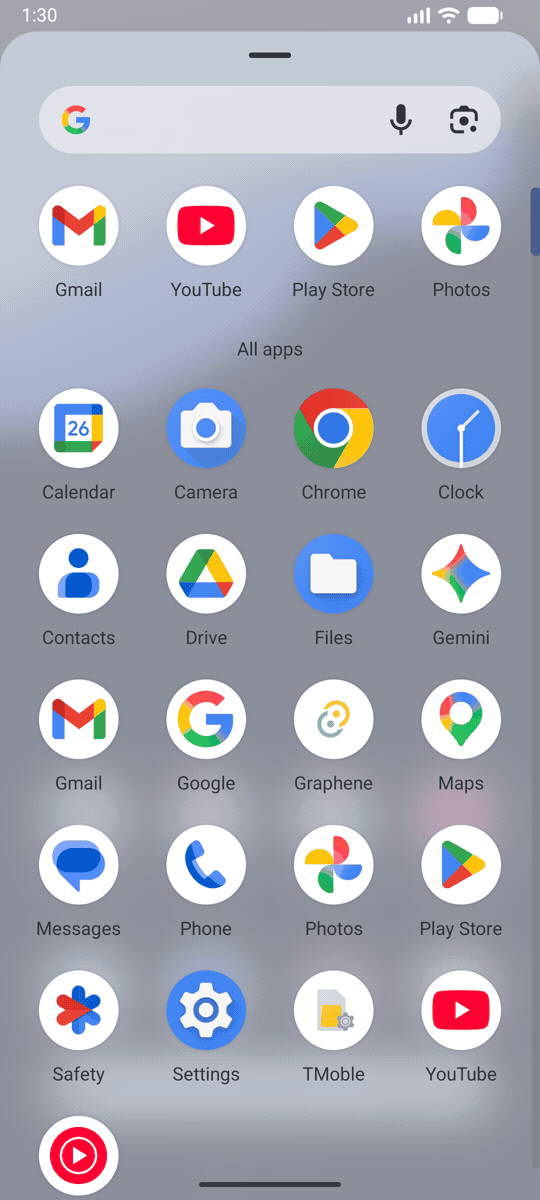 1:30
Gmail
YouTube
Play Store
Photos
All apps
26
Calendar
Camera
Chrome
Clock
Contacts
Drive
Files
Gemini
Gmail
Google
Graphene
Maps
Messages
Phone
Photos
Play Store
Safety
Settings
TMoble
YouTube